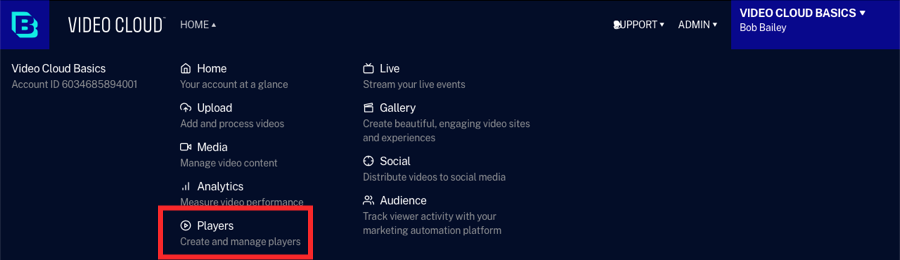 VIDEO CLOUD™
HOME ▲
SUPPORT ▼
ADMIN ▼
VIDEO CLOUD BASICS ▼
Bob Bailey
Video Cloud Basics
Account ID 6034685894001
Home
Your account at a glance
Upload
Add and process videos
Media
Manage video content
Analytics
Measure video performance
Players
Create and manage players
Live
Stream your live events
Gallery
Create beautiful, engaging video sites
and experiences
Social
Distribute videos to social media
Audience
Track viewer activity with your
marketing automation platform